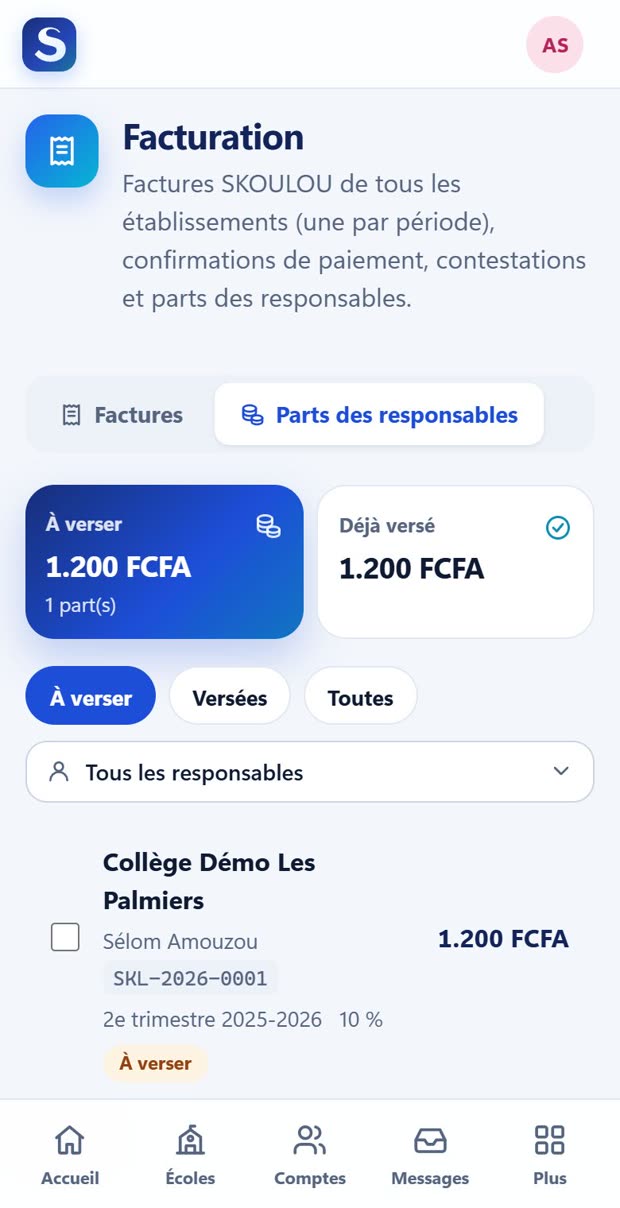 S
AS
Facturation
Factures SKOULOU de tous les
établissements (une par période),
confirmations de paiement, contestations
et parts des responsables.
Factures
Parts des responsables
À verser
1.200 FCFA
1 part(s)
Déjà versé
1.200 FCFA
À verser
Versées
Toutes
Tous les responsables
Collège Démo Les
Palmiers
Sélom Amouzou
1.200 FCFA
SKL-2026-0001
2e trimestre 2025-2026 10 %
À verser
Accueil
Écoles
Comptes
Messages
Plus